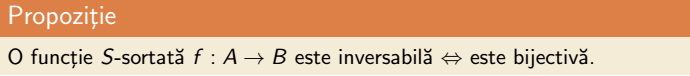 Propoziție
O funcție S-sortată f : A → B este inversabilă ⇔ este bijectivă.